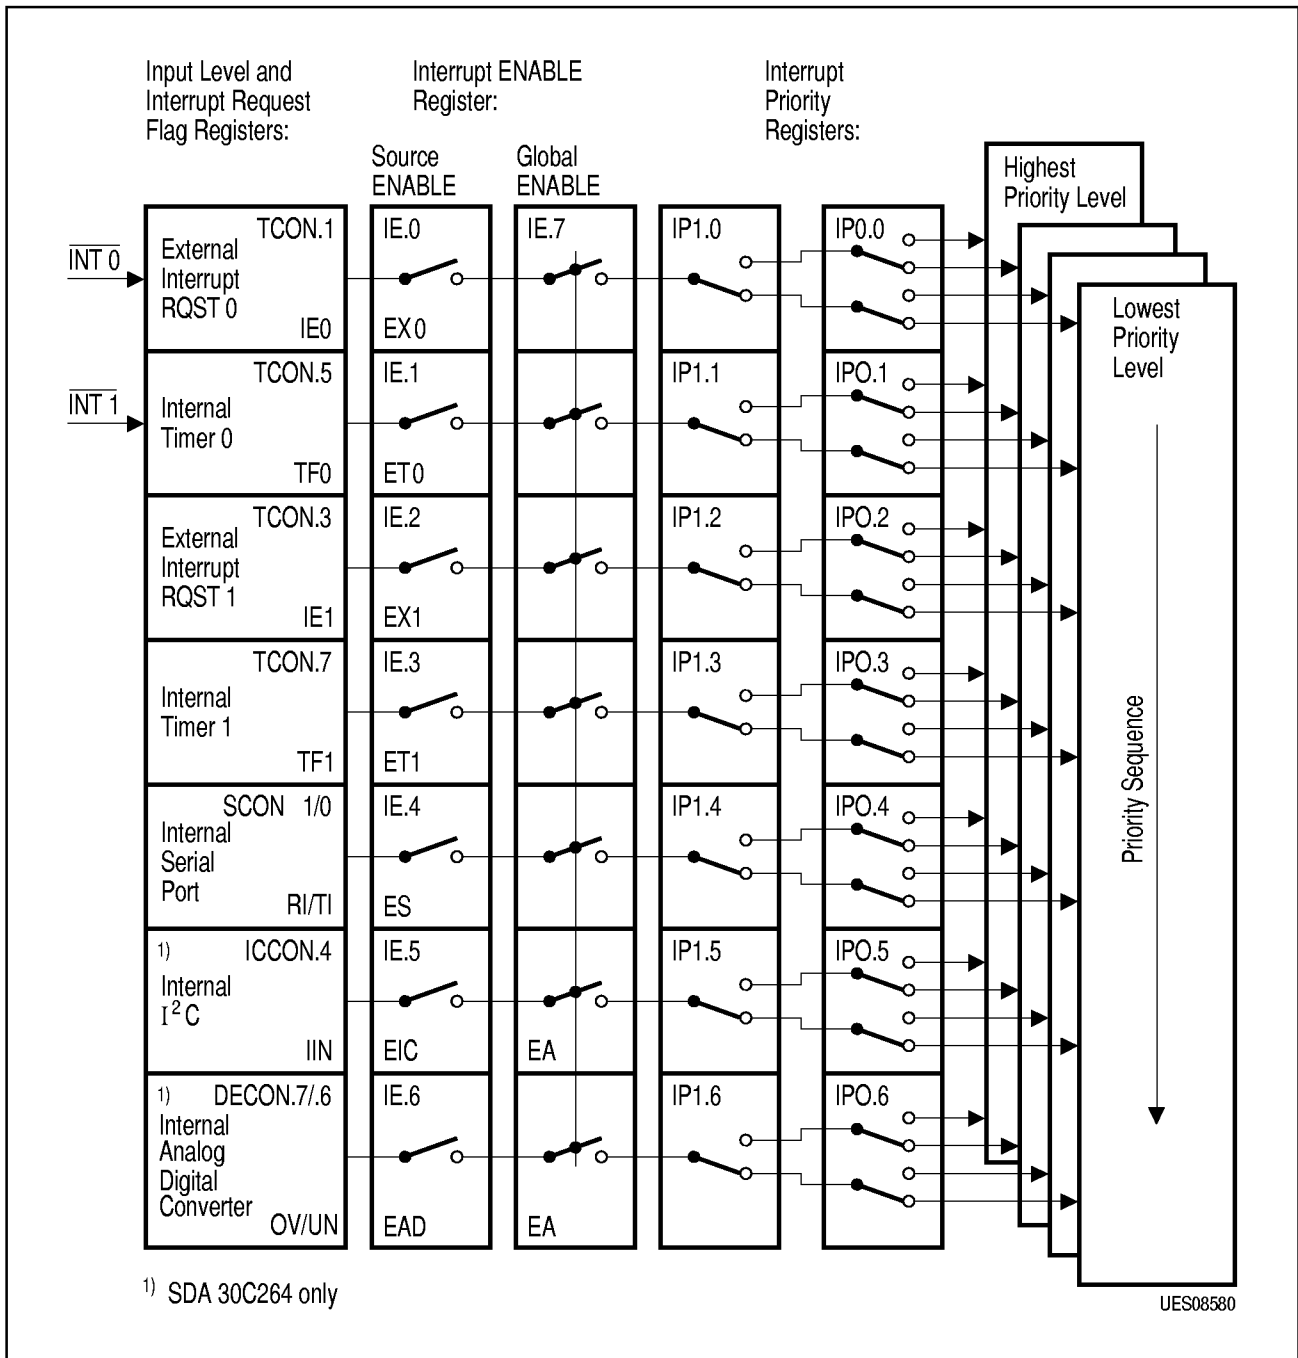 Input Level and
Interrupt Request
Flag Registers:
Interrupt ENABLE
Register:
Interrupt
Priority
Registers:
Source
ENABLE
Global
ENABLE
Highest
Priority Level
Lowest
Priority
Level
Priority Sequence
INT 0
TCON.1
External
Interrupt
RQST 0
IE0
IE.0
EX0
IE.7
IP1.0
IP0.0
INT 1
TCON.5
Internal
Timer 0
TF0
IE.1
ET0
IP1.1
IPO.1
TCON.3
External
Interrupt
RQST 1
IE1
IE.2
EX1
IP1.2
IPO.2
TCON.7
Internal
Timer 1
TF1
IE.3
ET1
IP1.3
IPO.3
SCON 1/0
Internal
Serial
Port
RI/TI
IE.4
ES
IP1.4
IPO.4
1) ICCON.4
Internal
I²C
IIN
IE.5
EIC
EA
IP1.5
IPO.5
1) DECON.7/.6
Internal
Analog
Digital
Converter
OV/UN
IE.6
EAD
EA
IP1.6
IPO.6
1) SDA 30C264 only
UES08580